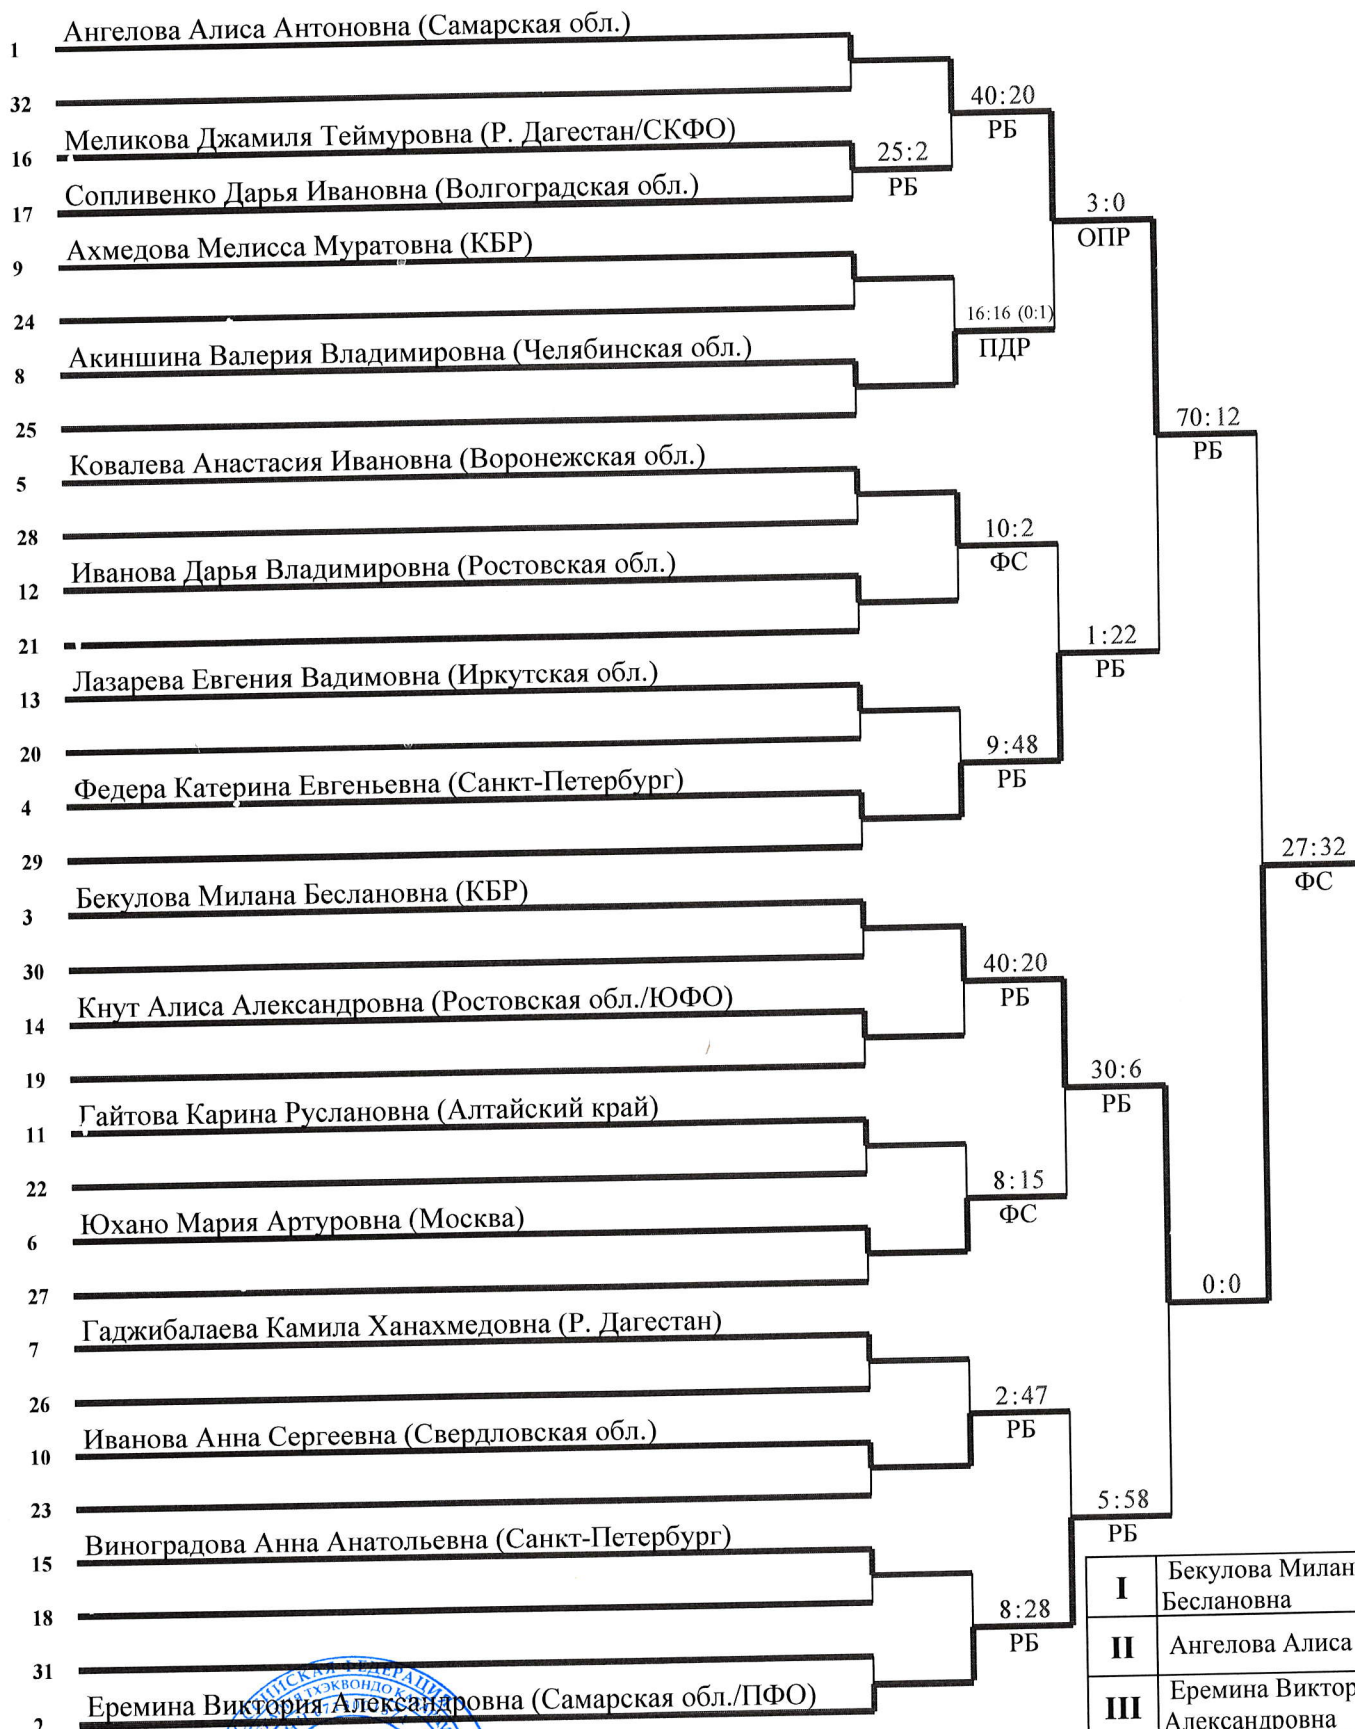 1 Ангелова Алиса Антоновна (Самарская обл.)
32
40:20
РБ
16 Меликова Джамиля Теймуровна (Р. Дагестан/СКФО)
25:2
РБ
17 Сопливенко Дарья Ивановна (Волгоградская обл.)
3:0
ОПР
9 Ахмедова Мелисса Муратовна (КБР)
24
16:16 (0:1)
ПДР
8 Акиншина Валерия Владимировна (Челябинская обл.)
25
70:12
РБ
5 Ковалева Анастасия Ивановна (Воронежская обл.)
28
10:2
ФС
12 Иванова Дарья Владимировна (Ростовская обл.)
21
1:22
РБ
13 Лазарева Евгения Вадимовна (Иркутская обл.)
20
9:48
РБ
4 Федера Катерина Евгеньевна (Санкт-Петербург)
29
27:32
ФС
3 Бекулова Милана Беслановна (КБР)
30
40:20
РБ
14 Кнут Алиса Александровна (Ростовская обл./ЮФО)
19
30:6
РБ
11 Гайтова Карина Руслановна (Алтайский край)
22
8:15
ФС
6 Юхано Мария Артуровна (Москва)
27
0:0
7 Гаджибалаева Камила Ханахмедовна (Р. Дагестан)
26
2:47
РБ
10 Иванова Анна Сергеевна (Свердловская обл.)
23
5:58
РБ
15 Виноградова Анна Анатольевна (Санкт-Петербург)
18
8:28
РБ
31
2 Еремина Виктория Александровна (Самарская обл./ПФО)
I Бекулова Милан
Беслановна
II Ангелова Алиса
III Еремина Виктор
Александровна